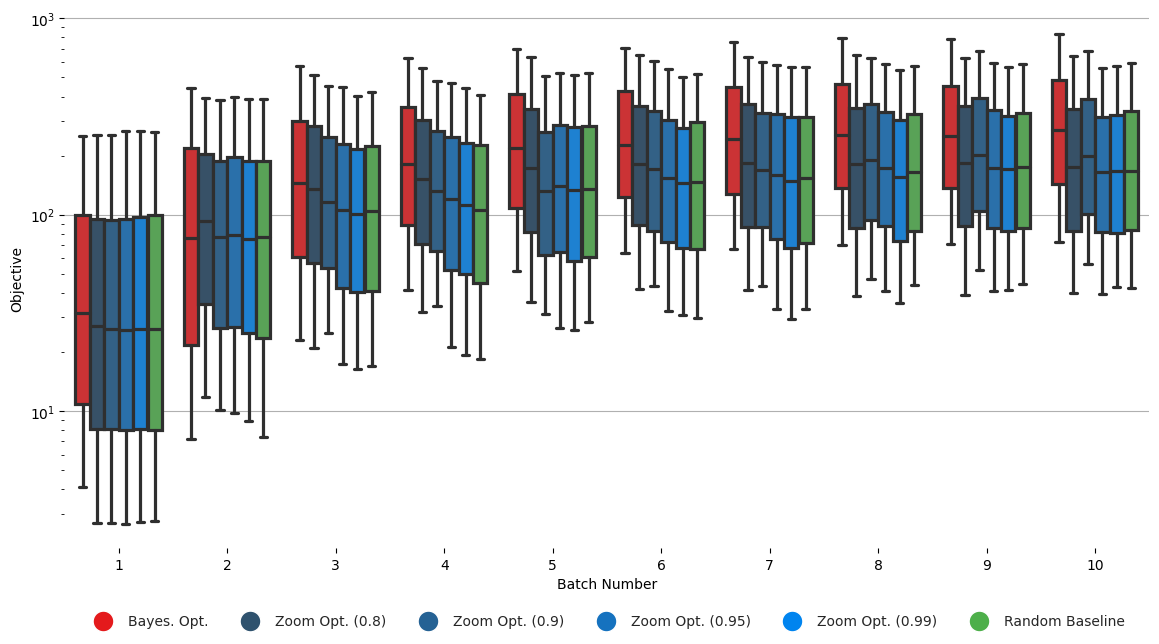 10³
10²
10¹
Objective
1 2 3 4 5 6 7 8 9 10
Batch Number
Bayes. Opt. Zoom Opt. (0.8) Zoom Opt. (0.9) Zoom Opt. (0.95) Zoom Opt. (0.99) Random Baseline